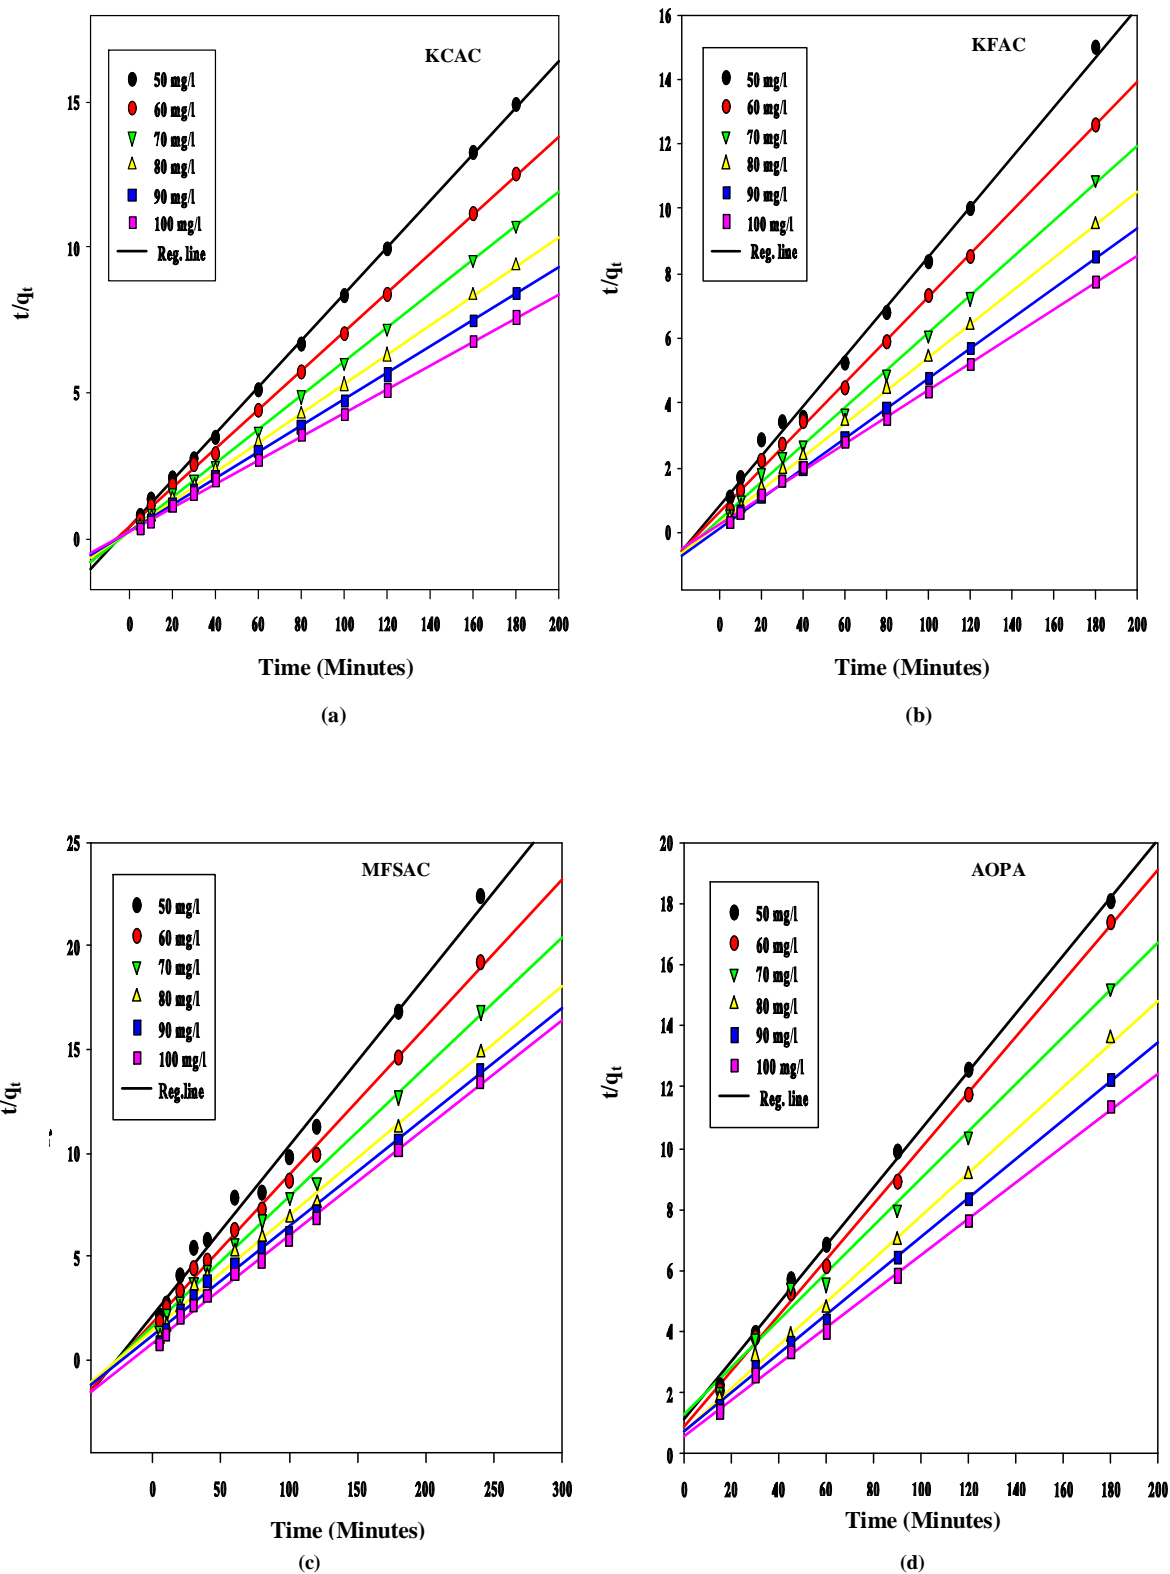 KCAC
50 mg/l
60 mg/l
70 mg/l
80 mg/l
90 mg/l
100 mg/l
Reg. line
15
10
5
0
t/qt
0 20 40 60 80 100 120 140 160 180 200
Time (Minutes)
(a)
KFAC
50 mg/l
60 mg/l
70 mg/l
80 mg/l
90 mg/l
100 mg/l
Reg. line
16
14
12
10
8
6
4
2
0
t/qt
0 20 40 60 80 100 120 140 160 180 200
Time (Minutes)
(b)
MFSAC
50 mg/l
60 mg/l
70 mg/l
80 mg/l
90 mg/l
100 mg/l
Reg.line
25
20
15
10
5
0
t/qt
0 50 100 150 200 250 300
Time (Minutes)
(c)
AOPA
50 mg/l
60 mg/l
70 mg/l
80 mg/l
90 mg/l
100 mg/l
Reg. line
20
18
16
14
12
10
8
6
4
2
0
t/qt
0 20 40 60 80 100 120 140 160 180 200
Time (Minutes)
(d)